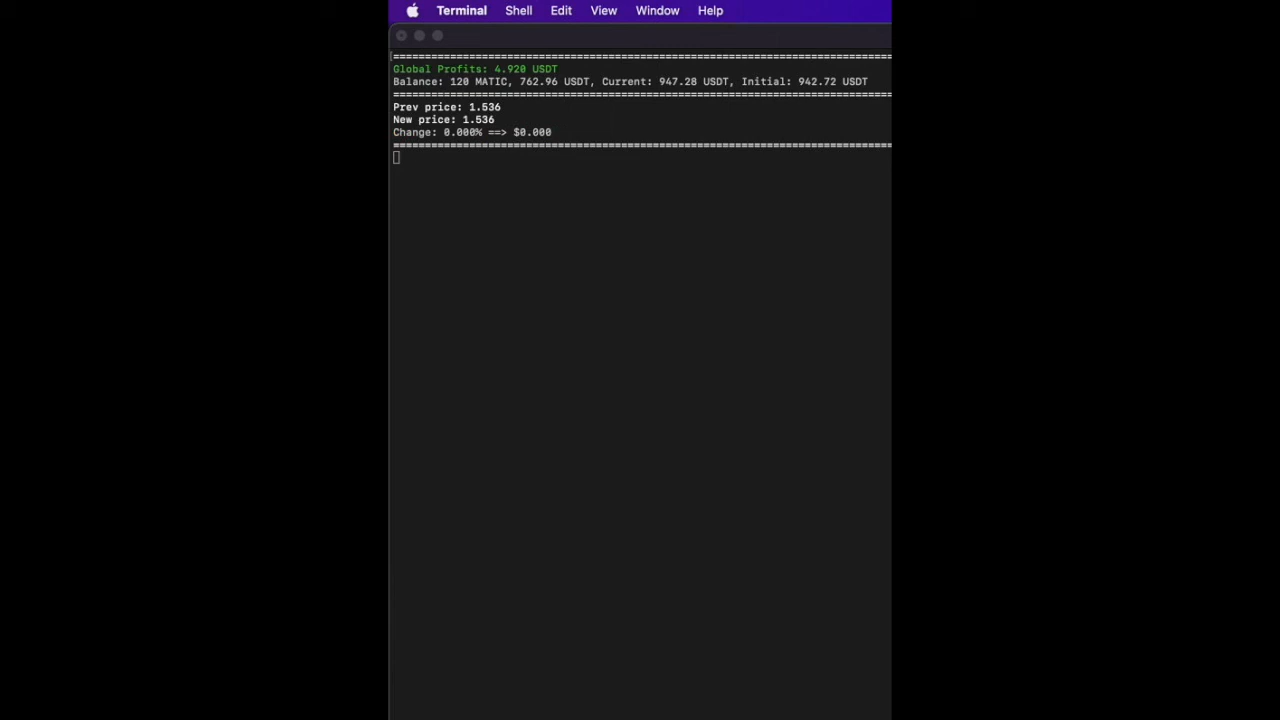 Terminal Shell Edit View Window Help
================================================================================
Global Profits: 4.920 USDT
Balance: 120 MATIC, 762.96 USDT, Current: 947.28 USDT, Initial: 942.72 USDT
================================================================================
Prev price: 1.536
New price: 1.536
Change: 0.000% ==> $0.000
================================================================================